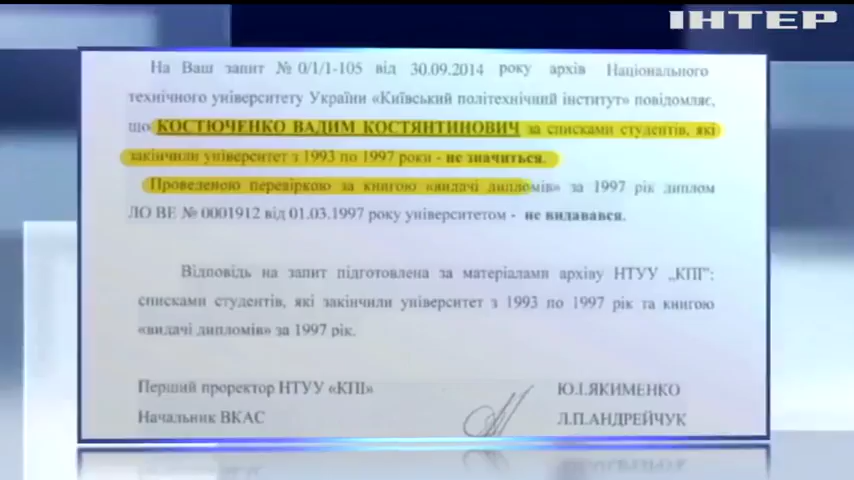 ІНТЕР
На Ваш запит № 0/1/1-105 від 30.09.2014 року архів Національного
технічного університету України «Київський політехнічний інститут» повідомляє,
що КОСТЮЧЕНКО ВАДИМ КОСТЯНТИНОВИЧ за списками студентів, які
закінчили університет з 1993 по 1997 роки - не значиться.
Проведеною перевіркою за книгою «видачі дипломів» за 1997 рік диплом
ЛО ВЕ № 0001912 від 01.03.1997 року університетом - не видавався.
Відповідь на запит підготовлена за матеріалами архіву НТУУ „КПІ":
списками студентів, які закінчили університет з 1993 по 1997 рік та книгою
«видачі дипломів» за 1997 рік.
Перший проректор НТУУ «КПІ» Ю.І.ЯКИМЕНКО
Начальник ВКАС Л.П.АНДРЕЙЧУК